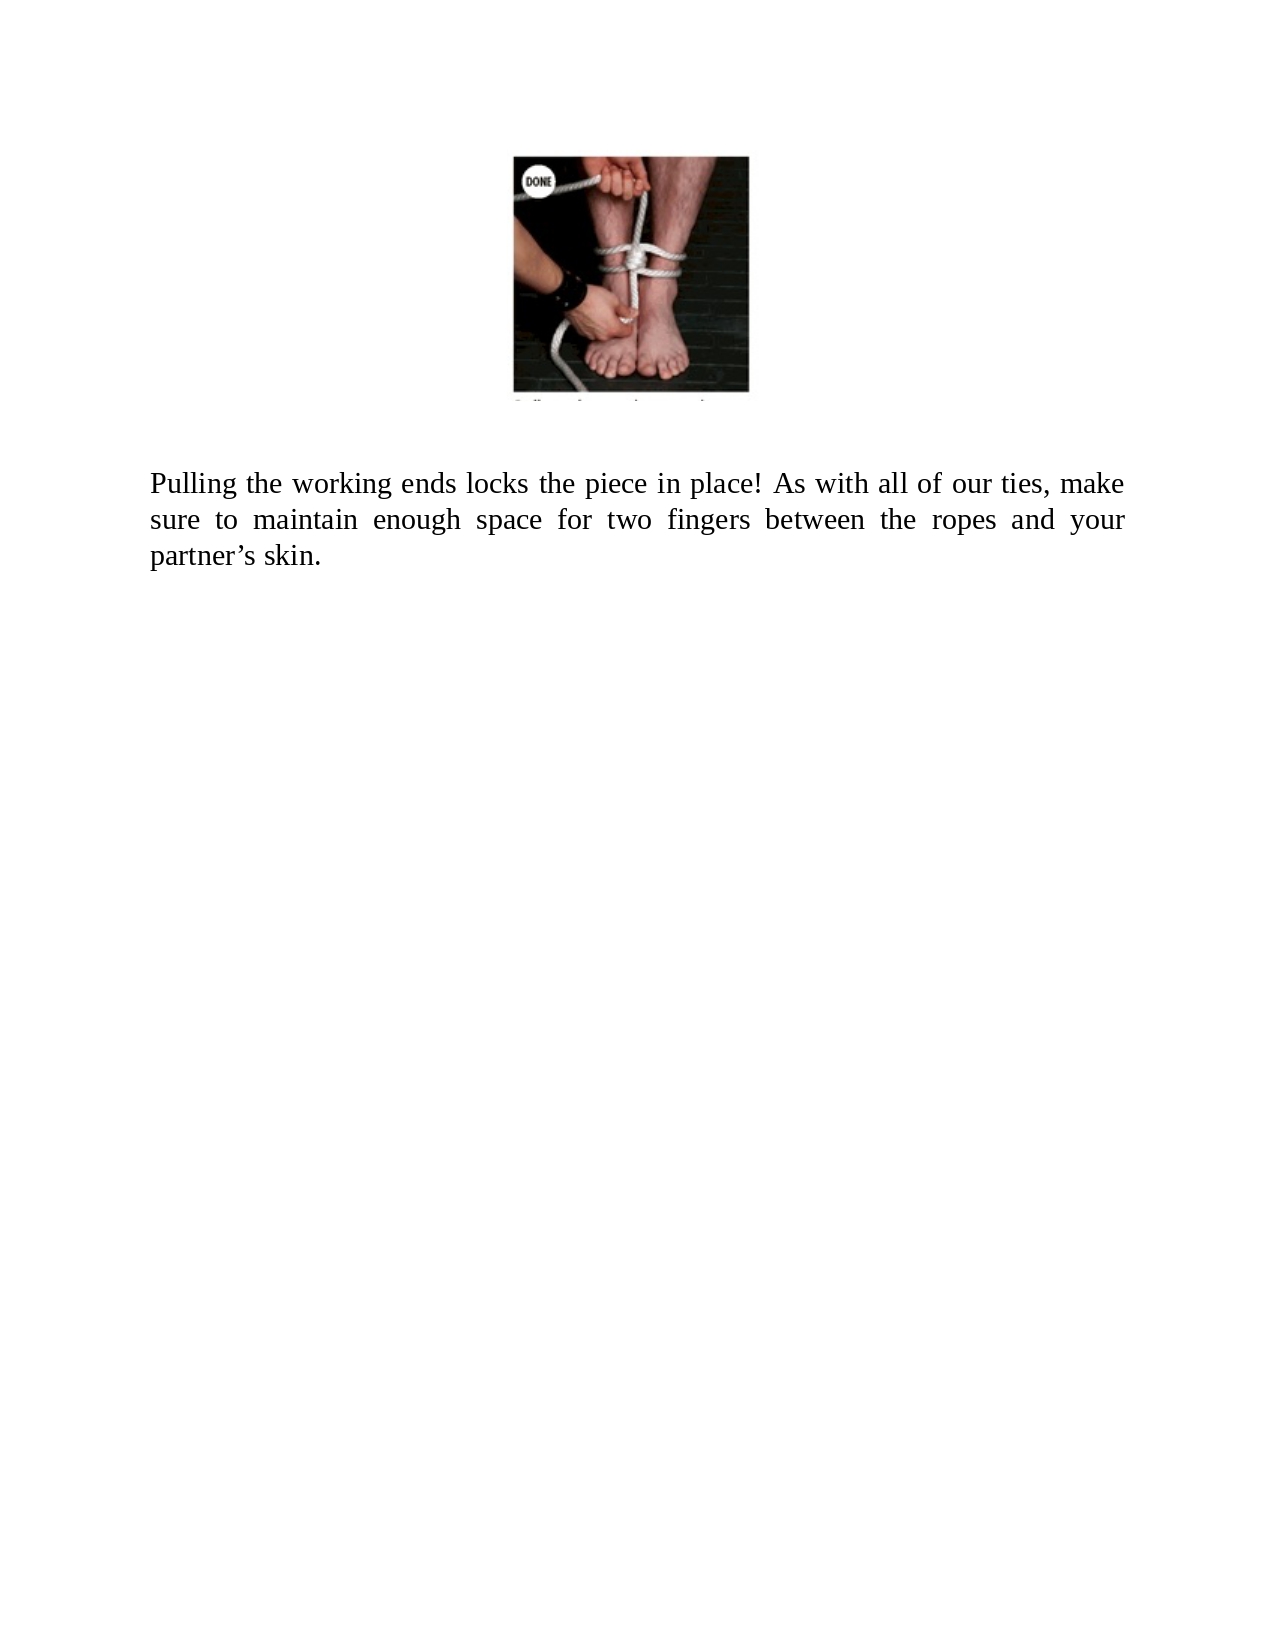 DONE
Pulling the working ends locks the piece in place! As with all of our ties, make
sure to maintain enough space for two fingers between the ropes and your
partner’s skin.